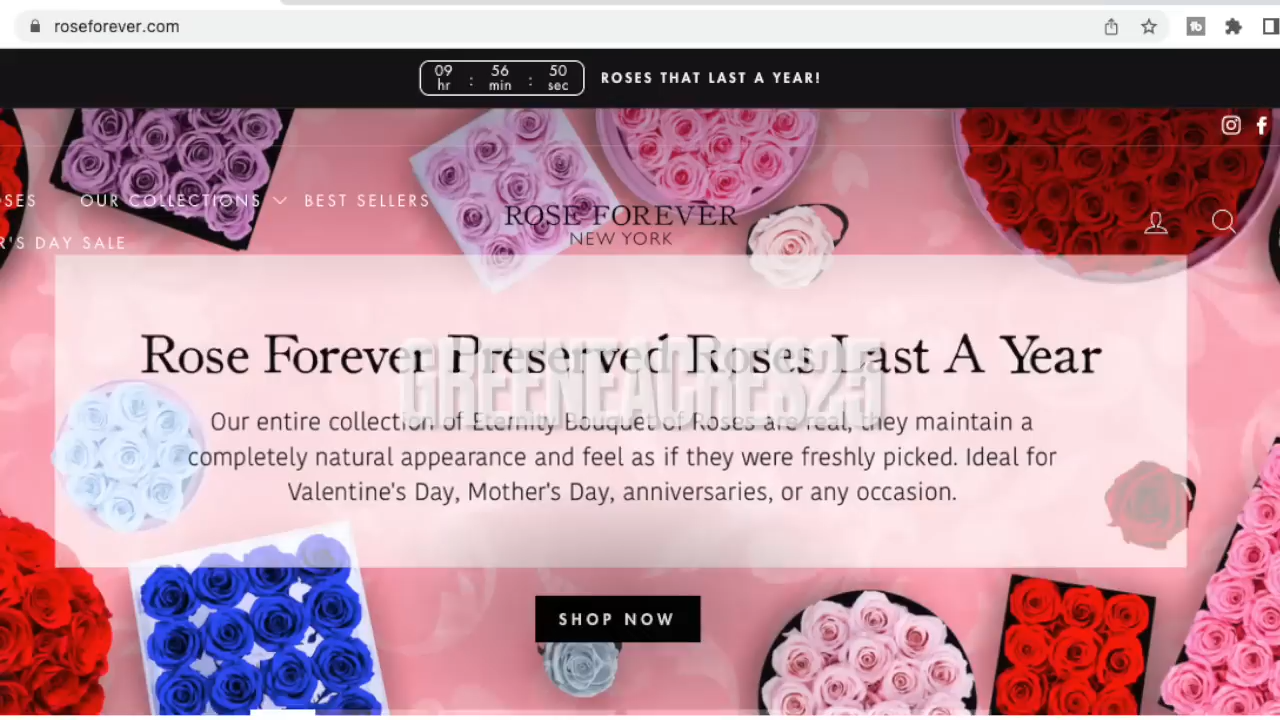 roseforever.com
09 : 56 : 50
hr min sec
ROSES THAT LAST A YEAR!
OUR COLLECTIONS BEST SELLERS
DAY SALE
ROSE FOREVER
NEW YORK
Rose Forever Preserved Roses Last A Year
GREENEACRES25
Our entire collection of Eternity Bouquet of Roses are real, they maintain a
completely natural appearance and feel as if they were freshly picked. Ideal for
Valentine's Day, Mother's Day, anniversaries, or any occasion.
SHOP NOW